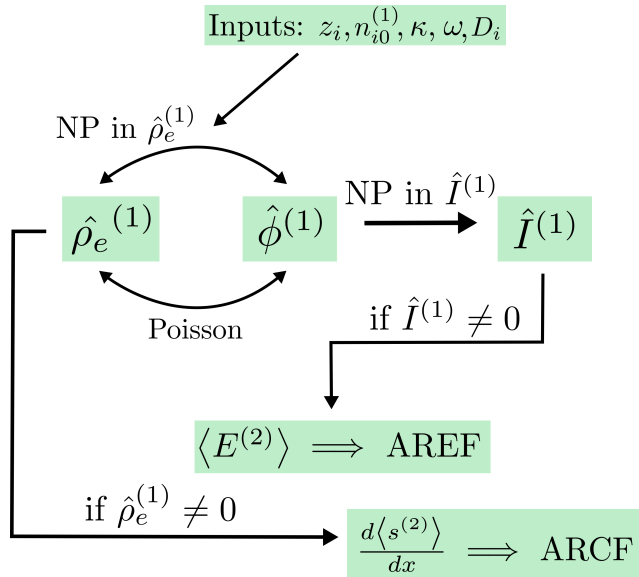 Inputs: z_i, n_{i0}^{(1)}, κ, ω, D_i
NP in ρ̂_e^{(1)}
ρ̂_e^{(1)}
ϕ̂^{(1)}
NP in Î^{(1)}
Î^{(1)}
Poisson
if Î^{(1)} ≠ 0
⟨E^{(2)}⟩ ⟹ AREF
if ρ̂_e^{(1)} ≠ 0
d⟨s^{(2)}⟩/dx ⟹ ARCF